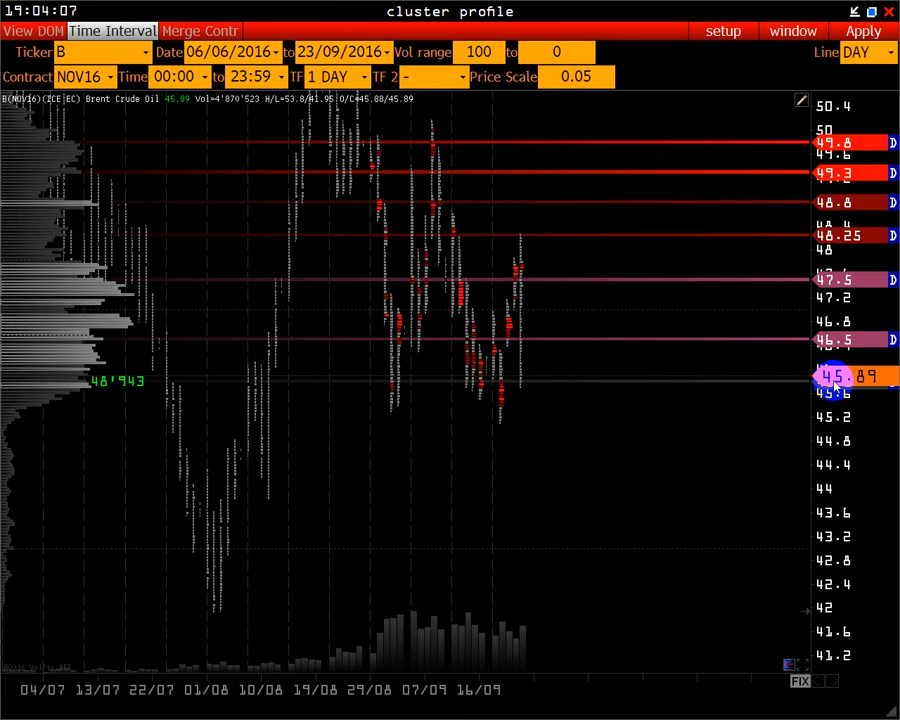 19:04:07 cluster profile
View DOM Time Interval Merge Contr setup window Apply
Ticker B Date 06/06/2016 to 23/09/2016 Vol range 100 to 0 Line DAY
Contract NOV16 Time 00:00 to 23:59 TF 1 DAY TF 2 - Price Scale 0.05
B(NOV16)(ICE EC) Brent Crude Oil 45.89 Vol=4'870'523 H/L=53.8/41.95 O/C=45.88/45.89
50.4
50
49.8 D
49.6
49.3 D
48.8 D
48.4
48.25 D
48
47.5 D
47.2
46.8
46.5 D
45.89
48'943
45.6
45.2
44.8
44.4
44
43.6
43.2
42.8
42.4
42
41.6
41.2
FIX
04/07 13/07 22/07 01/08 10/08 19/08 29/08 07/09 16/09